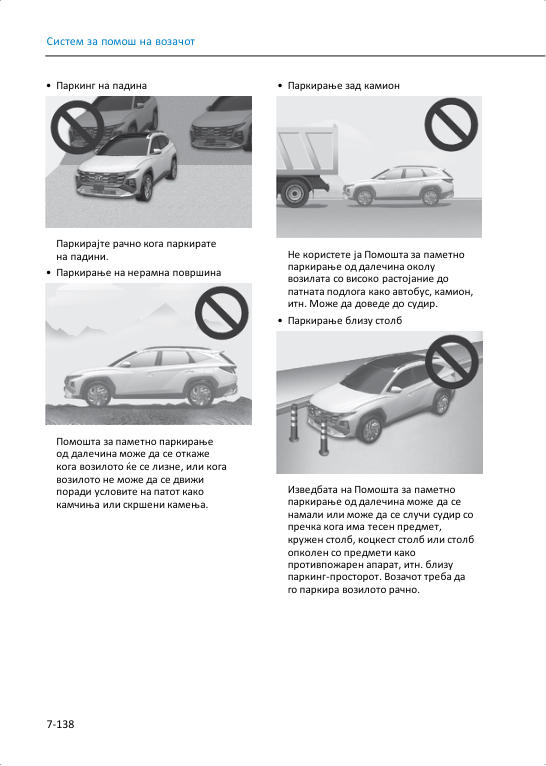 Систем за помош на возачот
• Паркинг на падина
Паркирајте рачно кога паркирате
на падини.
• Паркирање на нерамна површина
Помошта за паметно паркирање
од далечина може да се откаже
кога возилото ќе се лизне, или кога
возилото не може да се движи
поради условите на патот како
камчиња или скршени камења.
• Паркирање зад камион
Не користете ја Помошта за паметно
паркирање од далечина околу
возилата со високо растојание до
патната подлога како автобус, камион,
итн. Може да доведе до судир.
• Паркирање близу столб
Изведбата на Помошта за паметно
паркирање од далечина може да се
намали или може да се случи судир со
пречка кога има тесен предмет,
кружен столб, коцкест столб или столб
опколен со предмети како
противпожарен апарат, итн. близу
паркинг-просторот. Возачот треба да
го паркира возилото рачно.
7-138